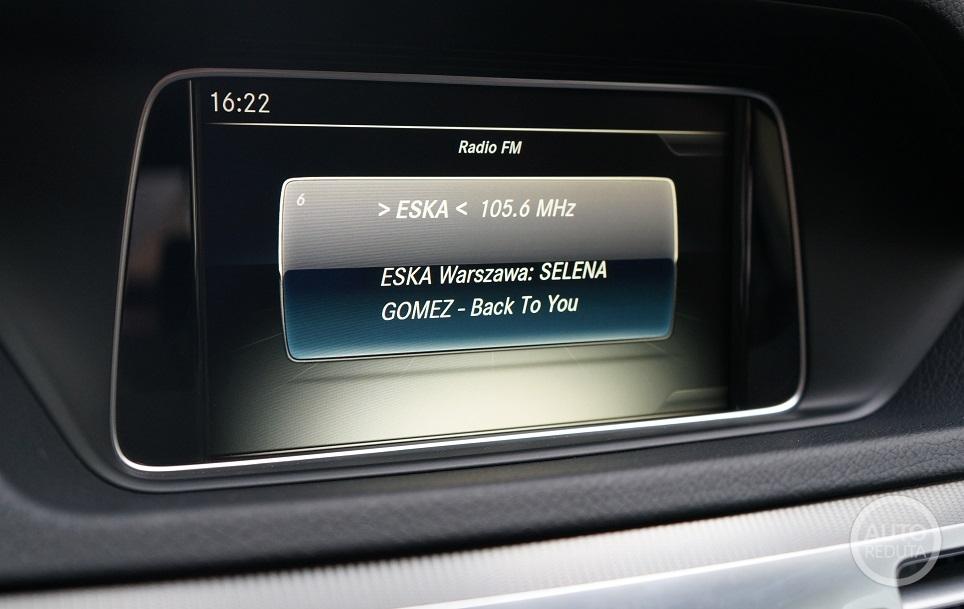 16:22
Radio FM
6
> ESKA < 105.6 MHz
ESKA Warszawa: SELENA
GOMEZ - Back To You
AUTO
REDUTA